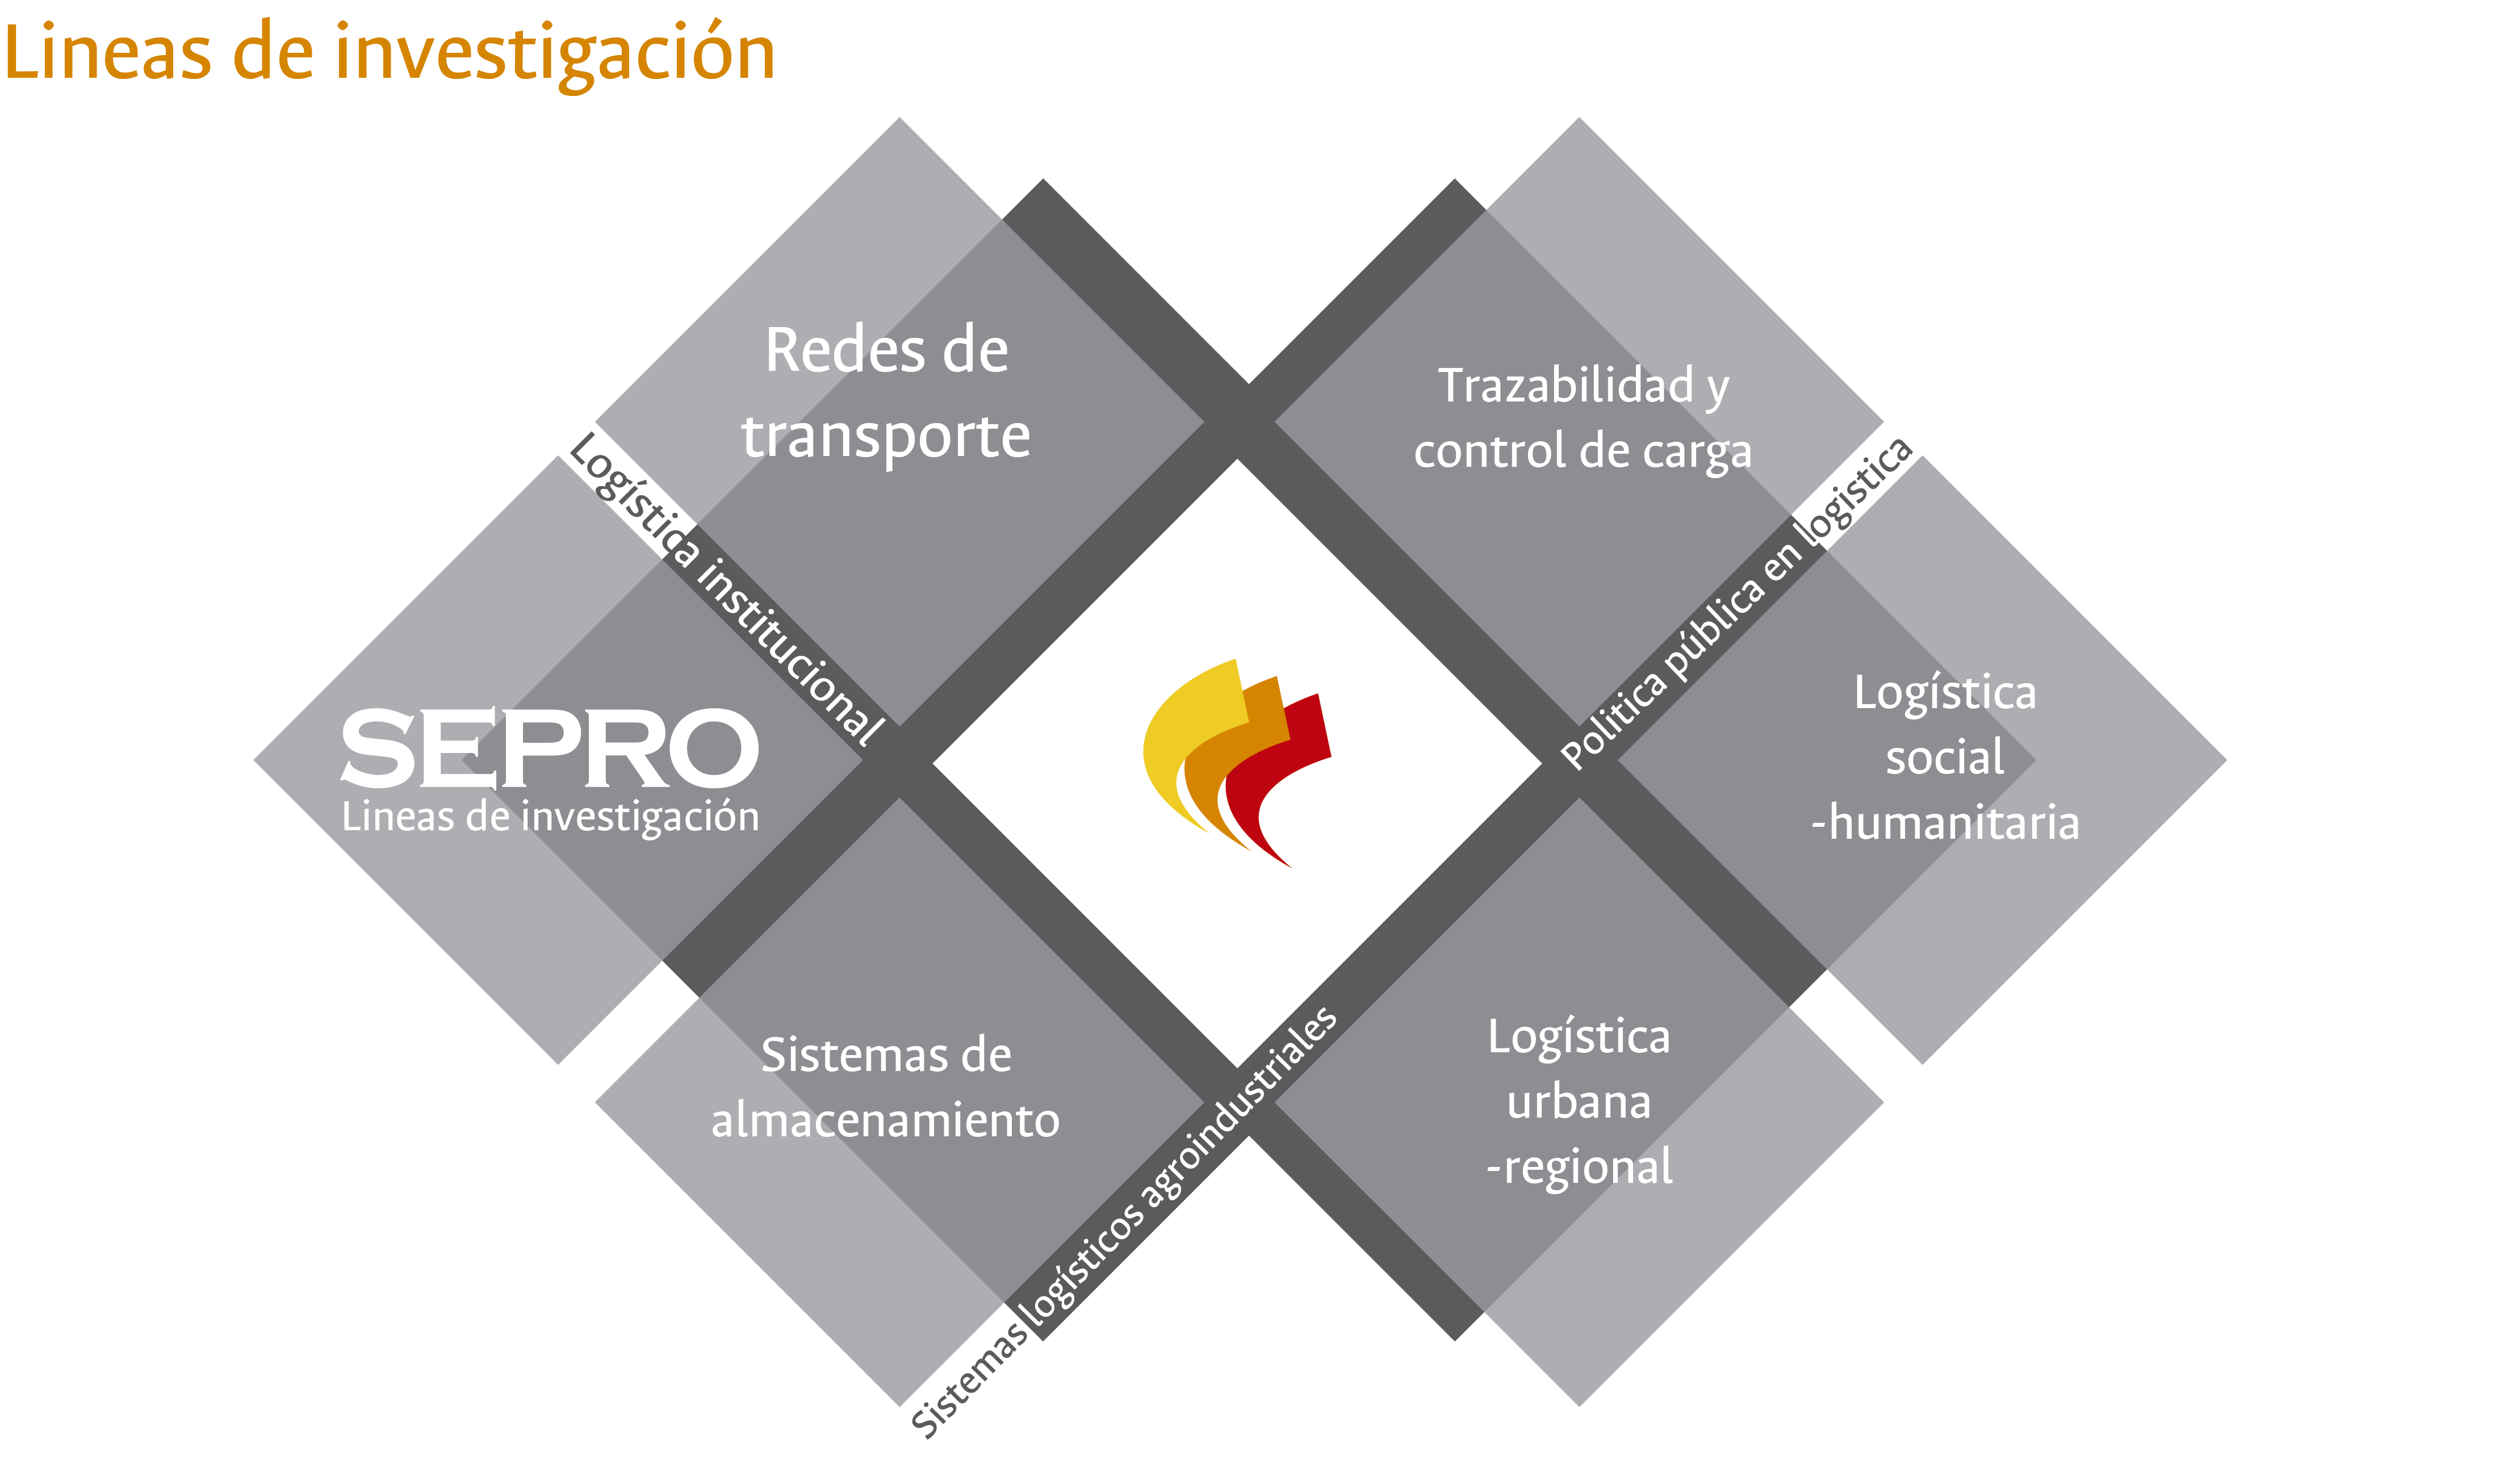 Lineas de investigación
Redes de
transporte
Trazabilidad y
control de carga
Logística institucional
Política pública en logística
SEPRO
Lineas de investigación
Logística
social
-humanitaria
Sistemas de
almacenamiento
Logística
urbana
-regional
Sistemas logísticos agroindustriales